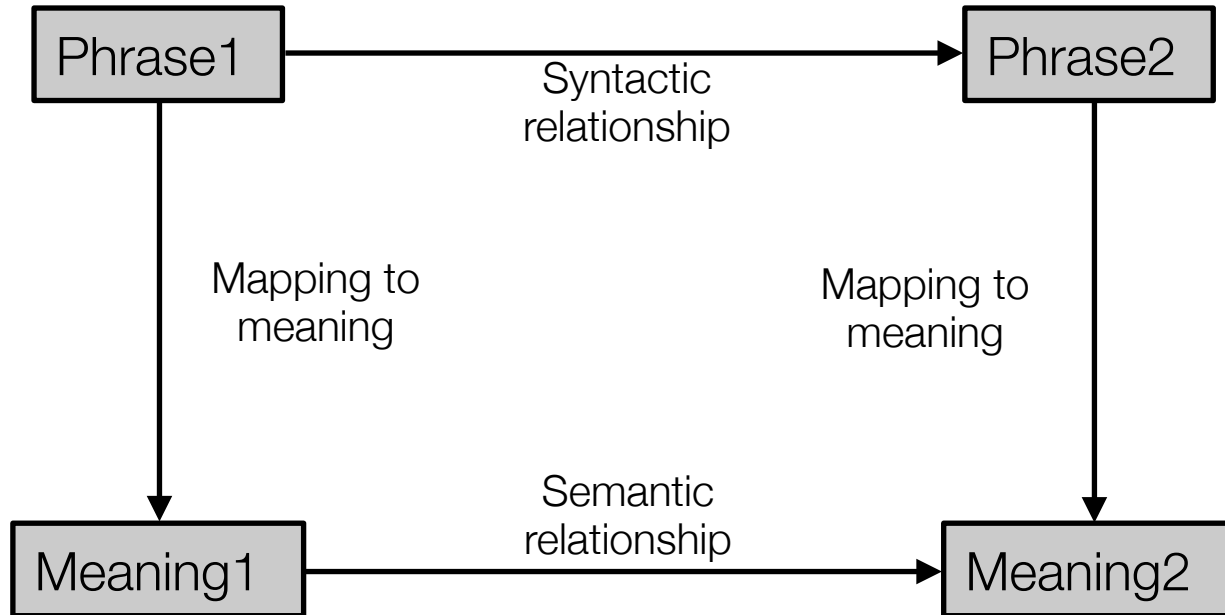 Phrase1
Phrase2
Syntactic
relationship
Mapping to
meaning
Mapping to
meaning
Semantic
relationship
Meaning1
Meaning2